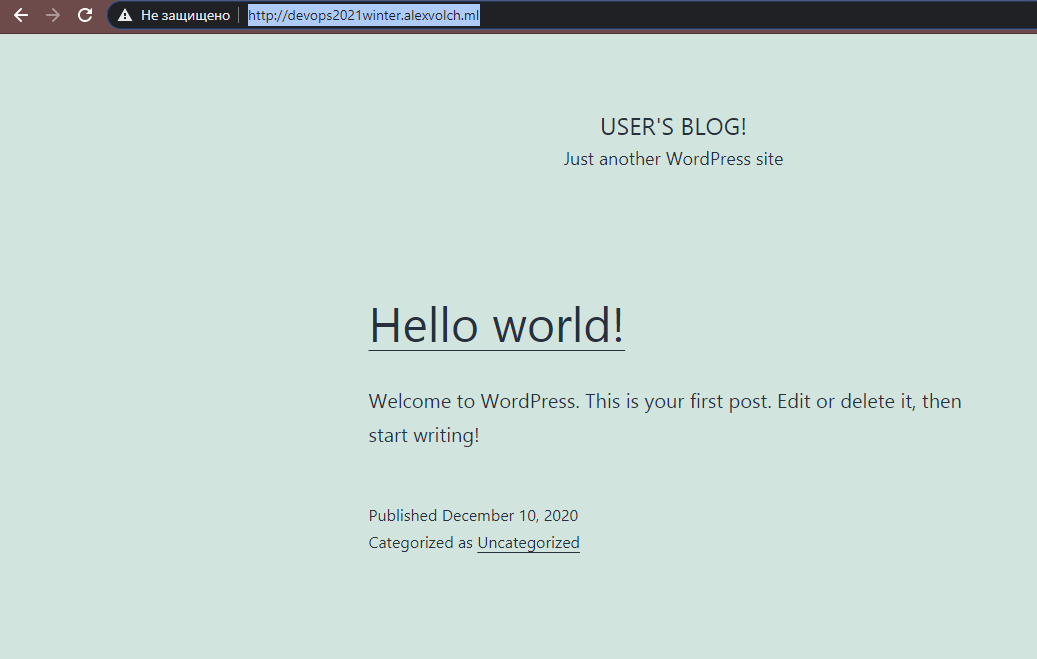 Не защищено http://devops2021winter.alexvolch.ml
USER'S BLOG!
Just another WordPress site
Hello world!
Welcome to WordPress. This is your first post. Edit or delete it, then
start writing!
Published December 10, 2020
Categorized as Uncategorized